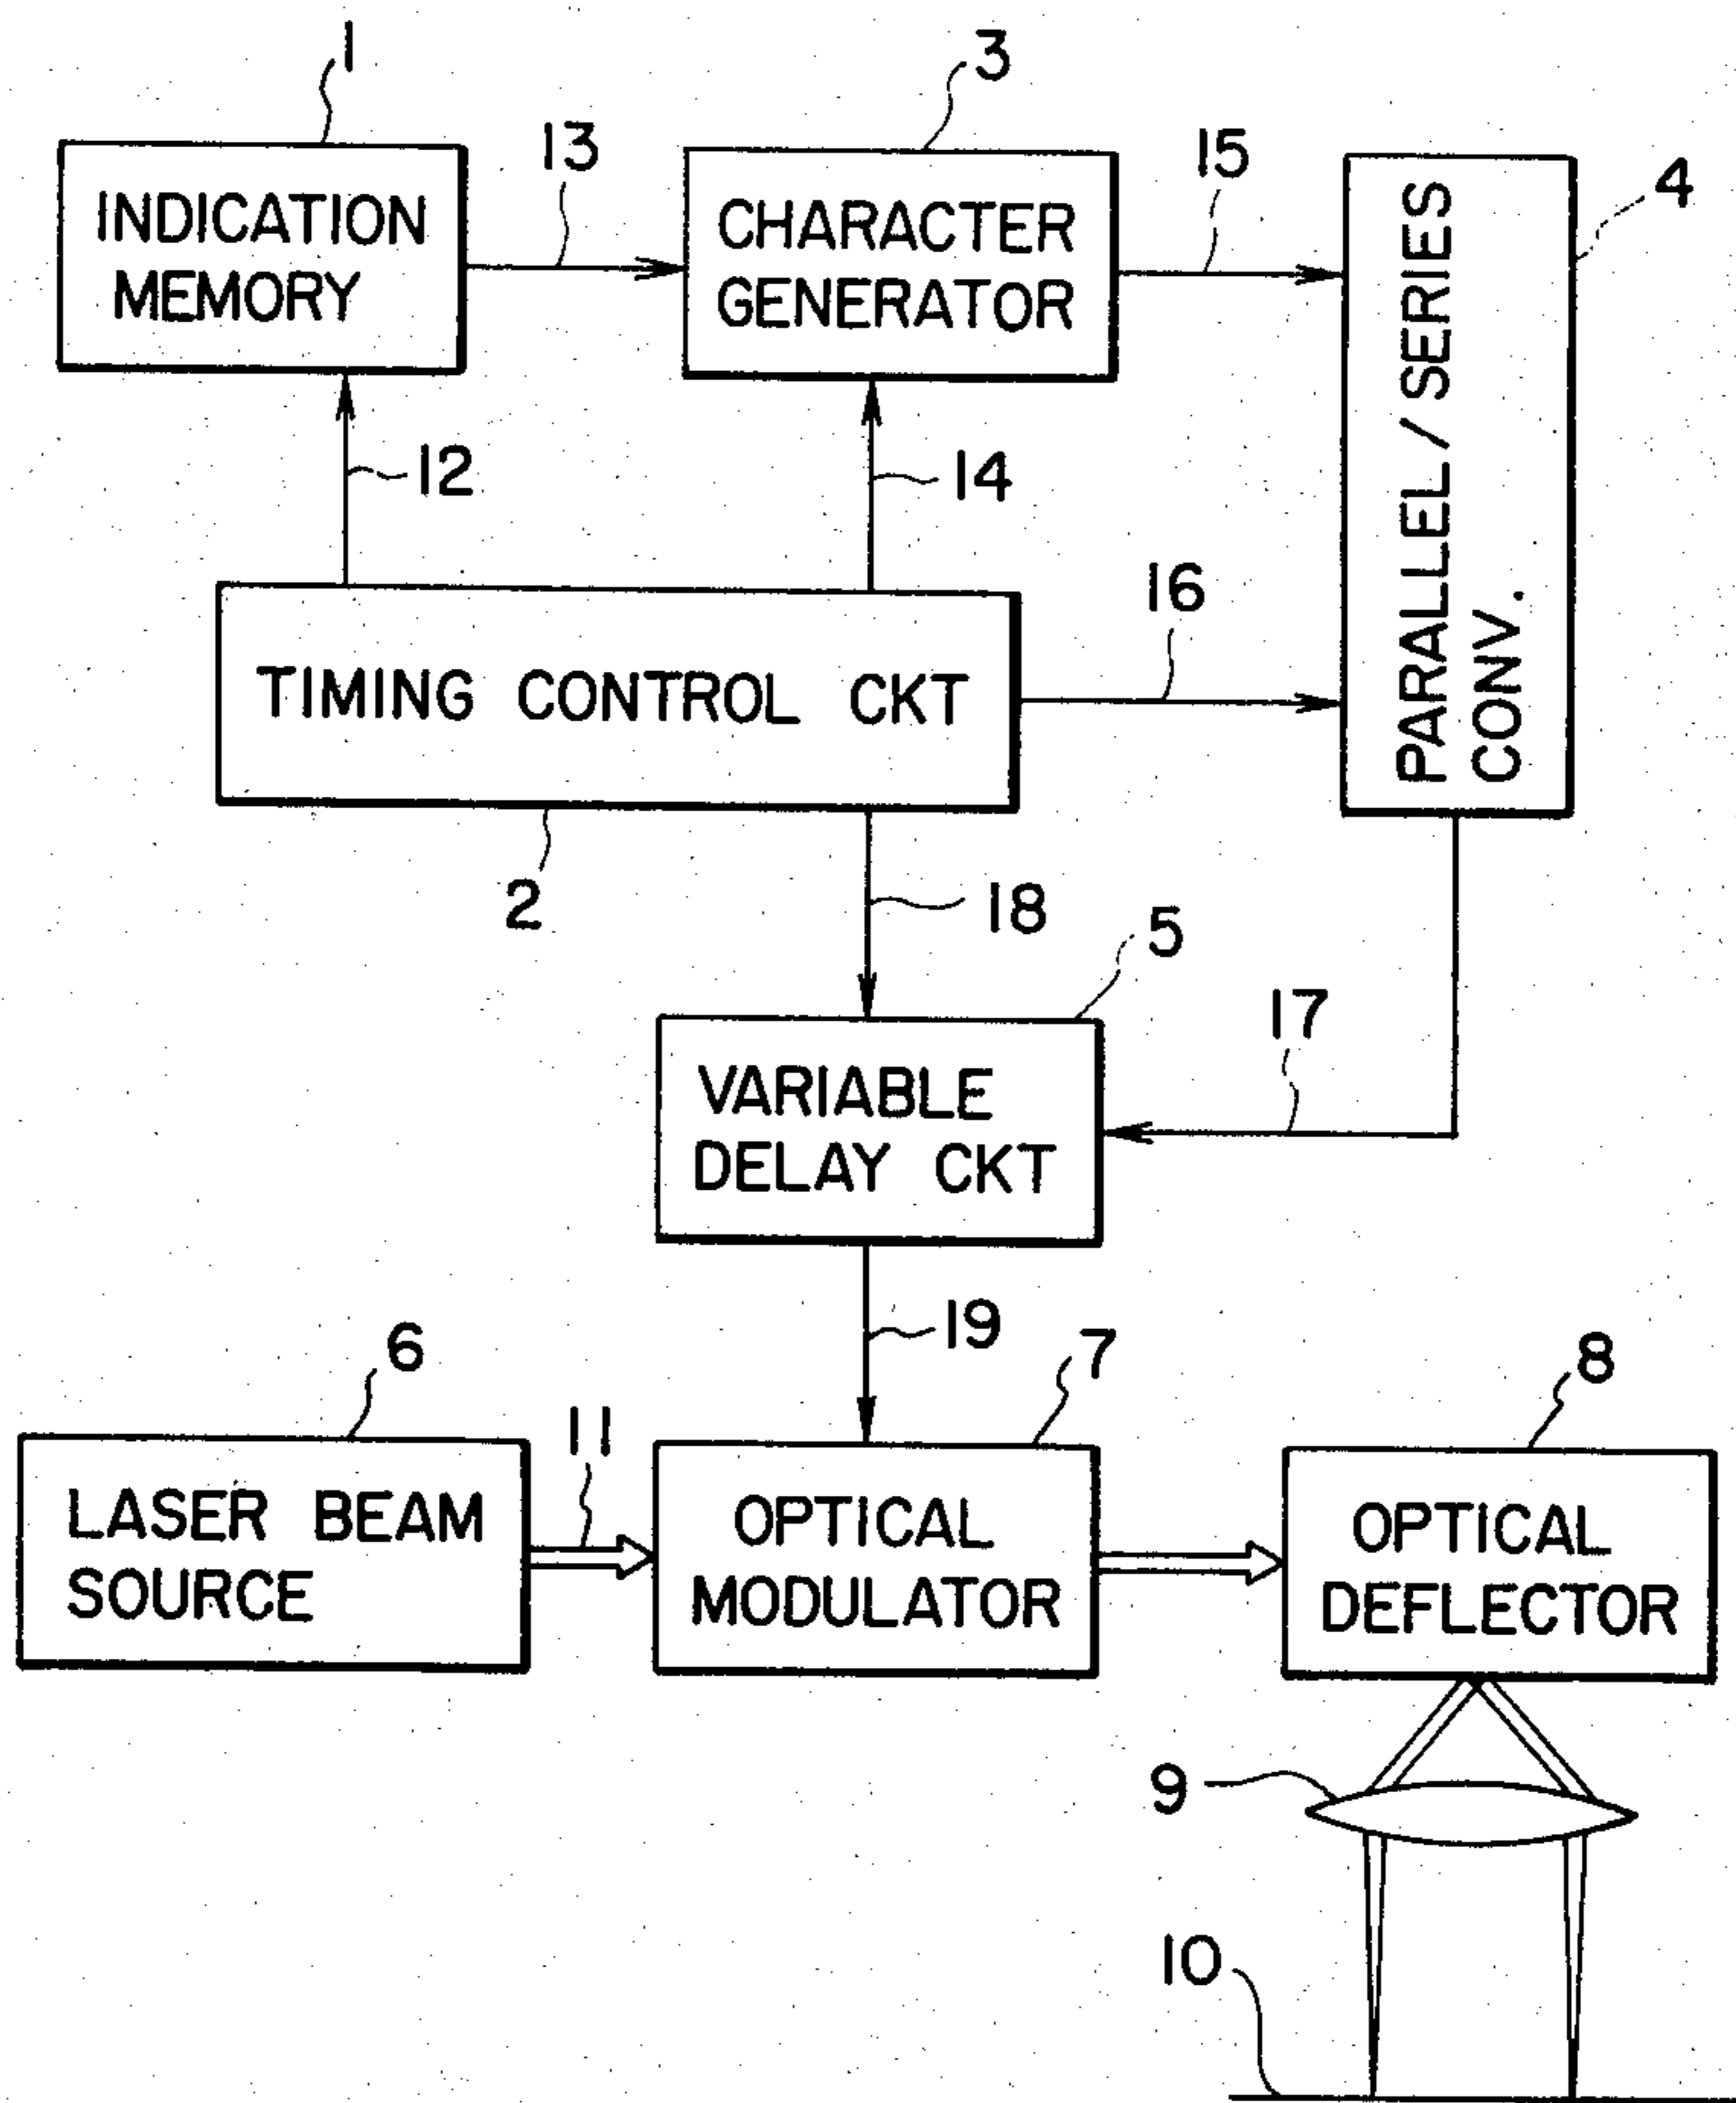 1
3
13
15
4
INDICATION
MEMORY
CHARACTER
GENERATOR
PARALLEL/SERIES
CONV.
12
14
16
TIMING CONTROL CKT
2
18
5
17
VARIABLE
DELAY CKT
19
6
7
8
11
LASER BEAM
SOURCE
OPTICAL
MODULATOR
OPTICAL
DEFLECTOR
9
10